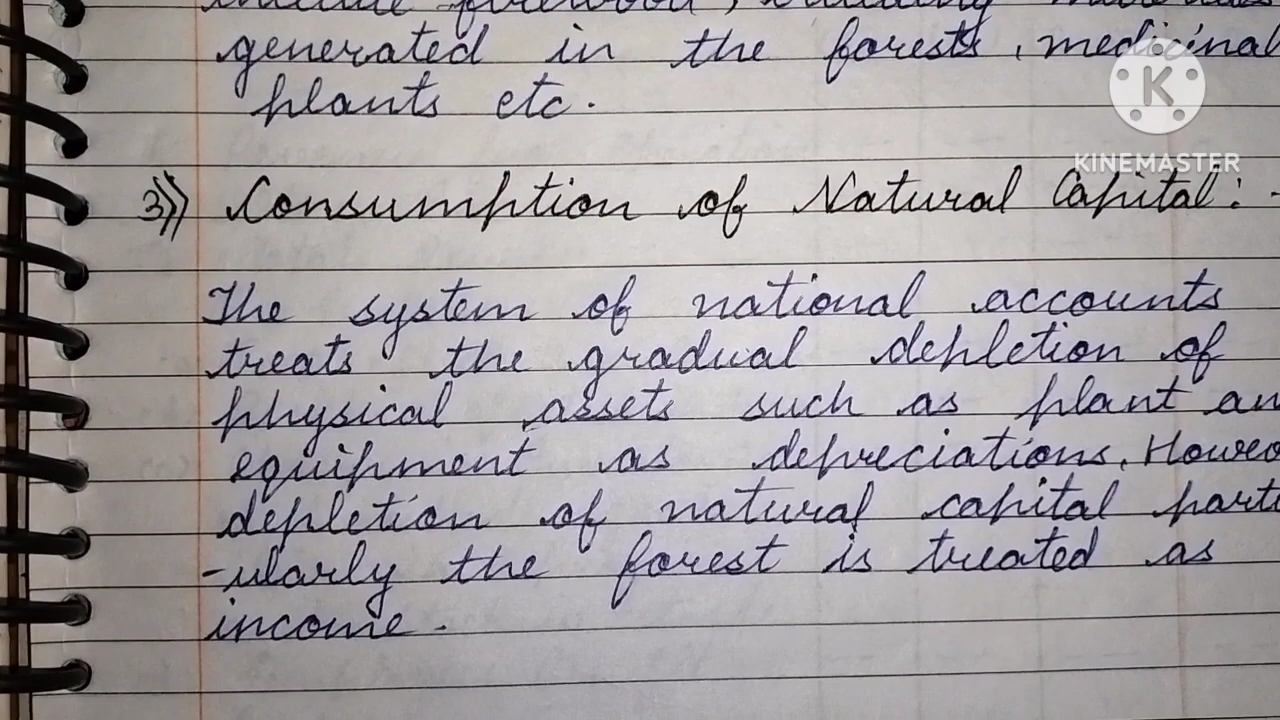 generated in the forests, medicinal
plants etc.
K
KINEMASTER
3) Consumption of Natural Capital:-
The system of national accounts
treats the gradual depletion of
physical assets such as plant an
equipment as depreciations. Howev
depletion of natural capital parti
-ularly the forest is treated as
income.